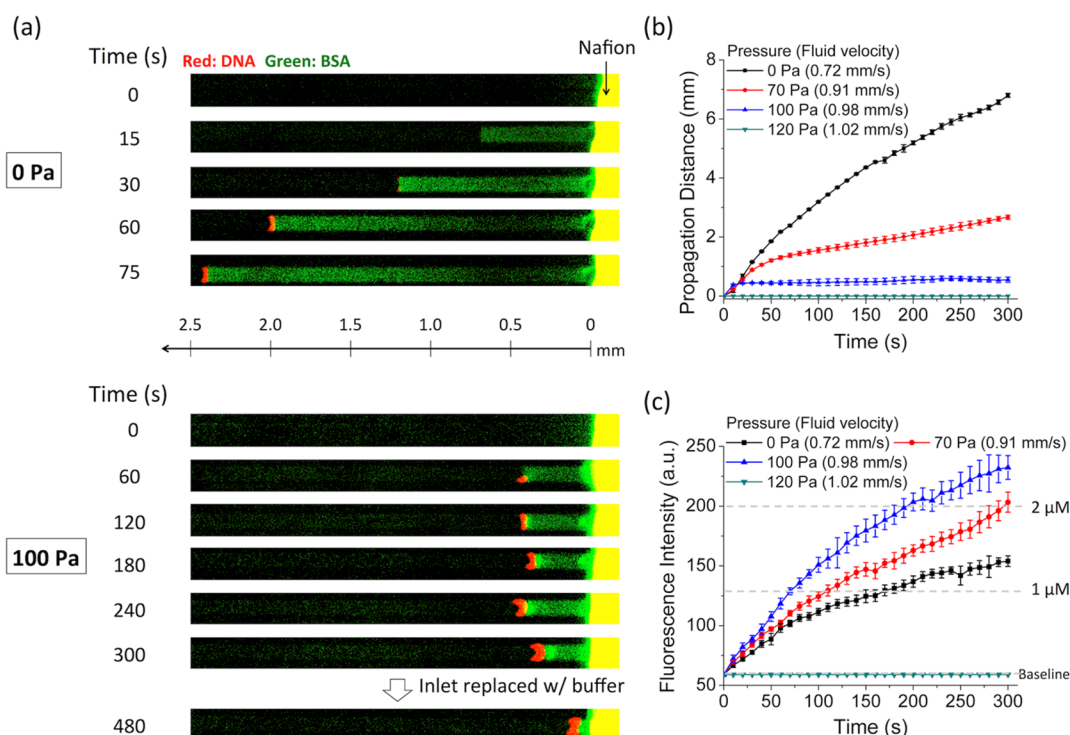 (a)
Time (s)
Red: DNA Green: BSA
Nafion
0 Pa
0
15
30
60
75
2.5 2.0 1.5 1.0 0.5 0
mm
Time (s)
100 Pa
0
60
120
180
240
300
Inlet replaced w/ buffer
480
(b)
Pressure (Fluid velocity)
0 Pa (0.72 mm/s)
70 Pa (0.91 mm/s)
100 Pa (0.98 mm/s)
120 Pa (1.02 mm/s)
Propagation Distance (mm)
8
6
4
2
0
0 50 100 150 200 250 300
Time (s)
(c)
Pressure (Fluid velocity)
0 Pa (0.72 mm/s) 70 Pa (0.91 mm/s)
100 Pa (0.98 mm/s)
120 Pa (1.02 mm/s)
Fluorescence Intensity (a.u.)
250
200
150
100
50
2 μM
1 μM
Baseline
0 50 100 150 200 250 300
Time (s)